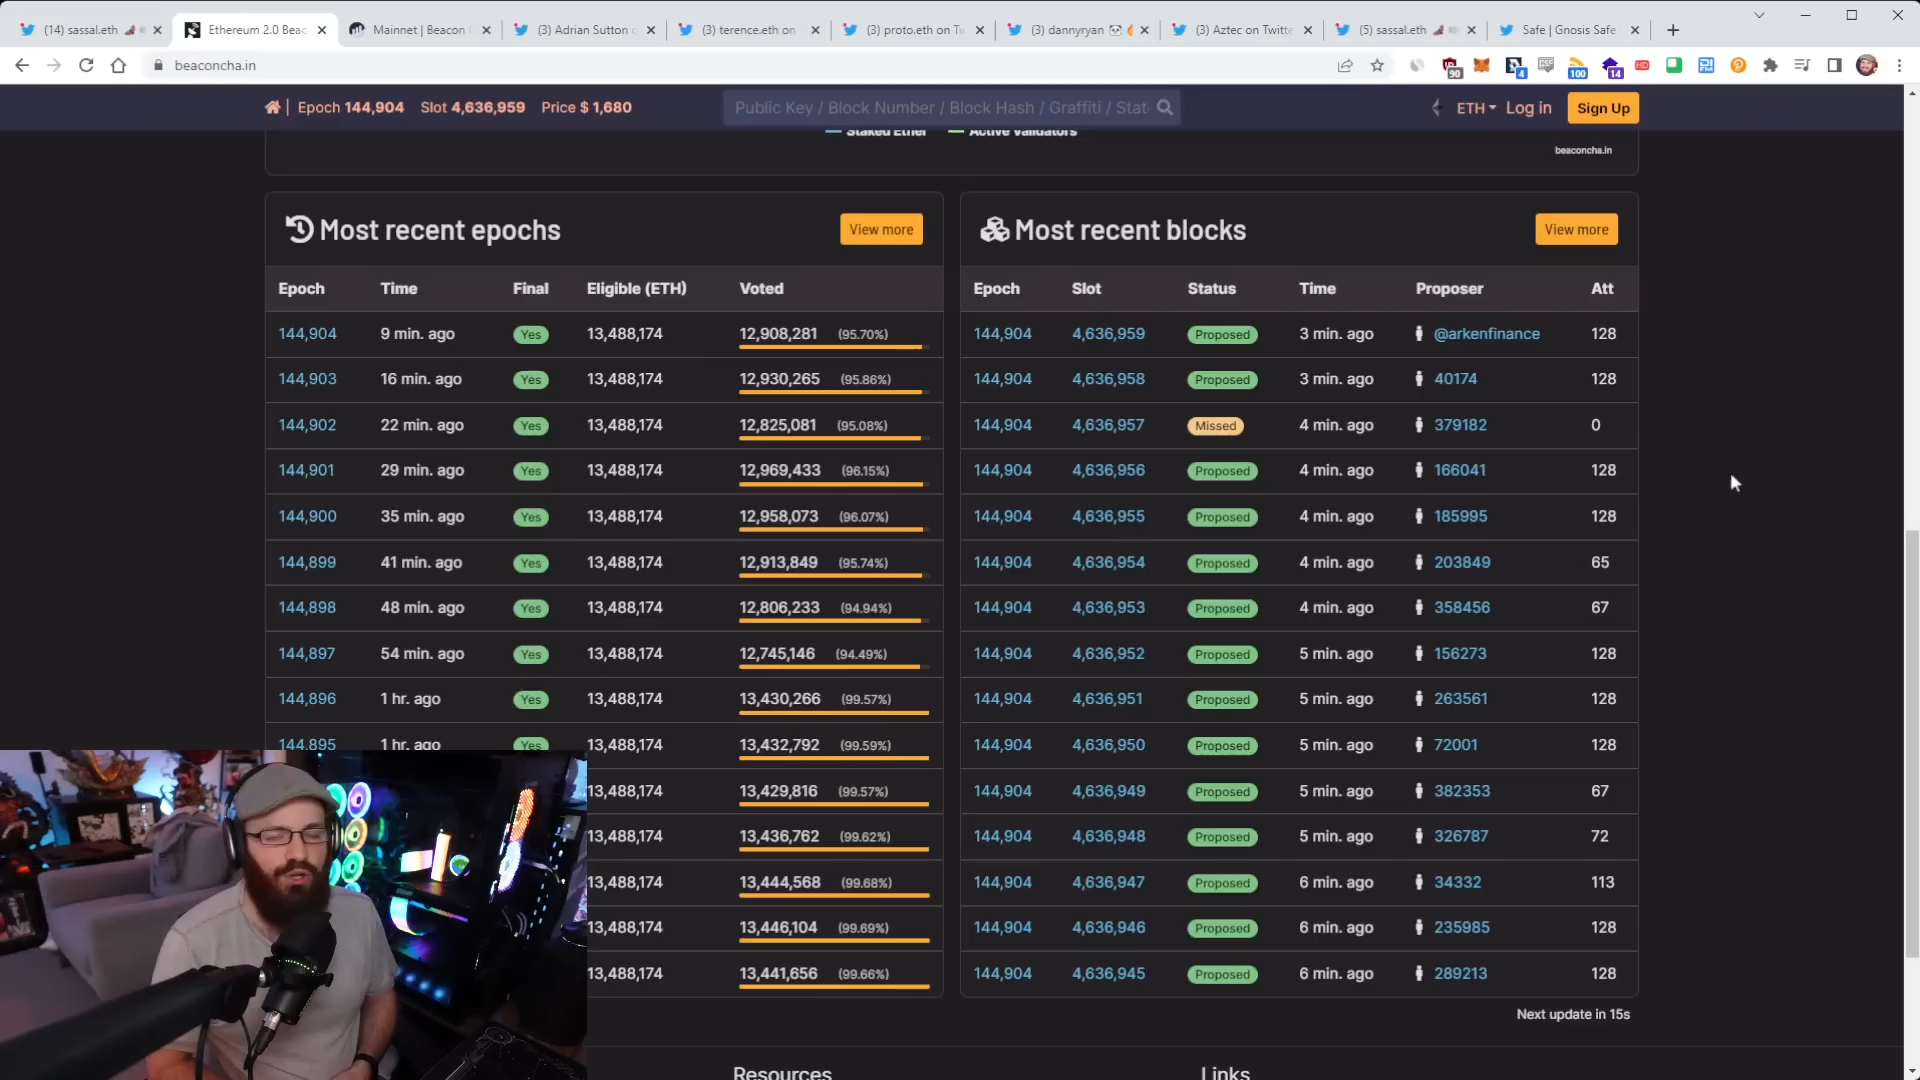 (14) sassal.eth
Ethereum 2.0 Beac
Mainnet | Beacon
(3) Adrian Sutton o
(3) terence.eth on
(3) proto.eth on Tw
(3) dannyryan
(3) Aztec on Twitte
(5) sassal.eth
Safe | Gnosis Safe
beaconcha.in
Epoch 144,904 Slot 4,636,959 Price $ 1,680
Public Key / Block Number / Block Hash / Graffiti / Stat
ETH Log in Sign Up
Staked Ether Active Validators
beaconcha.in
Most recent epochs View more
Epoch Time Final Eligible (ETH) Voted
144,904 9 min. ago Yes 13,488,174 12,908,281 (95.70%)
144,903 16 min. ago Yes 13,488,174 12,930,265 (95.86%)
144,902 22 min. ago Yes 13,488,174 12,825,081 (95.08%)
144,901 29 min. ago Yes 13,488,174 12,969,433 (96.15%)
144,900 35 min. ago Yes 13,488,174 12,958,073 (96.07%)
144,899 41 min. ago Yes 13,488,174 12,913,849 (95.74%)
144,898 48 min. ago Yes 13,488,174 12,806,233 (94.94%)
144,897 54 min. ago Yes 13,488,174 12,745,146 (94.49%)
144,896 1 hr. ago Yes 13,488,174 13,430,266 (99.57%)
144,895 1 hr. ago Yes 13,488,174 13,432,792 (99.59%)
13,488,174 13,429,816 (99.57%)
13,488,174 13,436,762 (99.62%)
13,488,174 13,444,568 (99.68%)
13,488,174 13,446,104 (99.69%)
13,488,174 13,441,656 (99.66%)
Most recent blocks View more
Epoch Slot Status Time Proposer Att
144,904 4,636,959 Proposed 3 min. ago @arkenfinance 128
144,904 4,636,958 Proposed 3 min. ago 40174 128
144,904 4,636,957 Missed 4 min. ago 379182 0
144,904 4,636,956 Proposed 4 min. ago 166041 128
144,904 4,636,955 Proposed 4 min. ago 185995 128
144,904 4,636,954 Proposed 4 min. ago 203849 65
144,904 4,636,953 Proposed 4 min. ago 358456 67
144,904 4,636,952 Proposed 5 min. ago 156273 128
144,904 4,636,951 Proposed 5 min. ago 263561 128
144,904 4,636,950 Proposed 5 min. ago 72001 128
144,904 4,636,949 Proposed 5 min. ago 382353 67
144,904 4,636,948 Proposed 5 min. ago 326787 72
144,904 4,636,947 Proposed 6 min. ago 34332 113
144,904 4,636,946 Proposed 6 min. ago 235985 128
144,904 4,636,945 Proposed 6 min. ago 289213 128
Next update in 15s
Resources Links